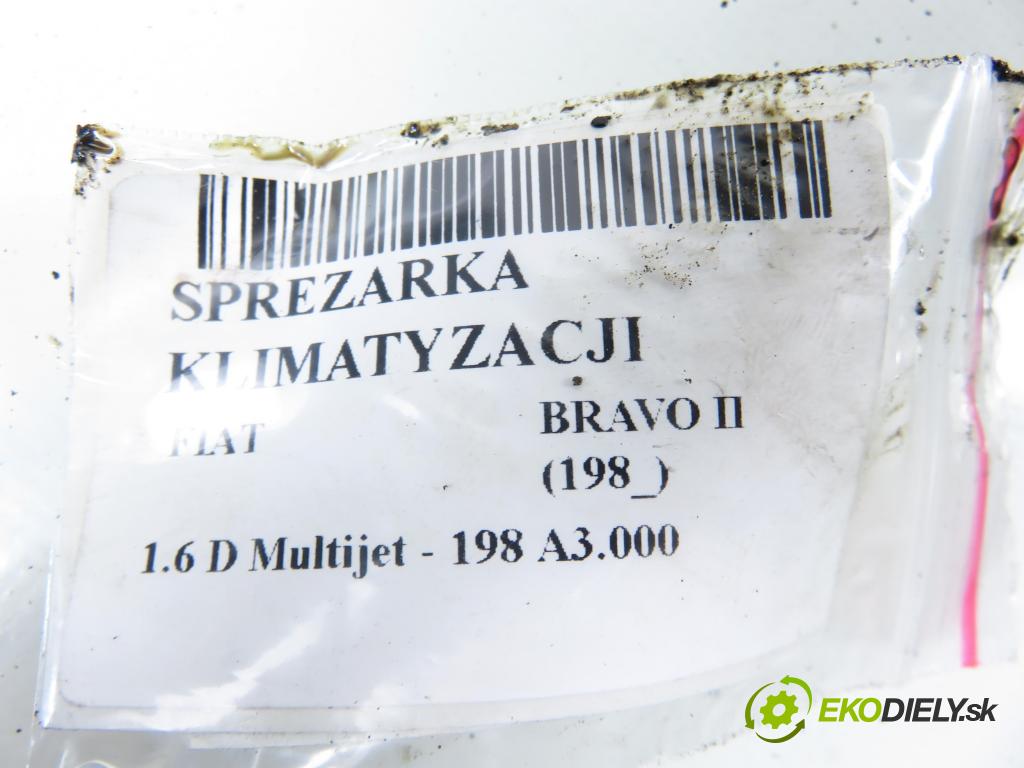 SPREZARKA
KLIMATYZACJI
FIAT BRAVO II
(198_)
1.6 D Multijet - 198 A3.000
EKODIELY.sk